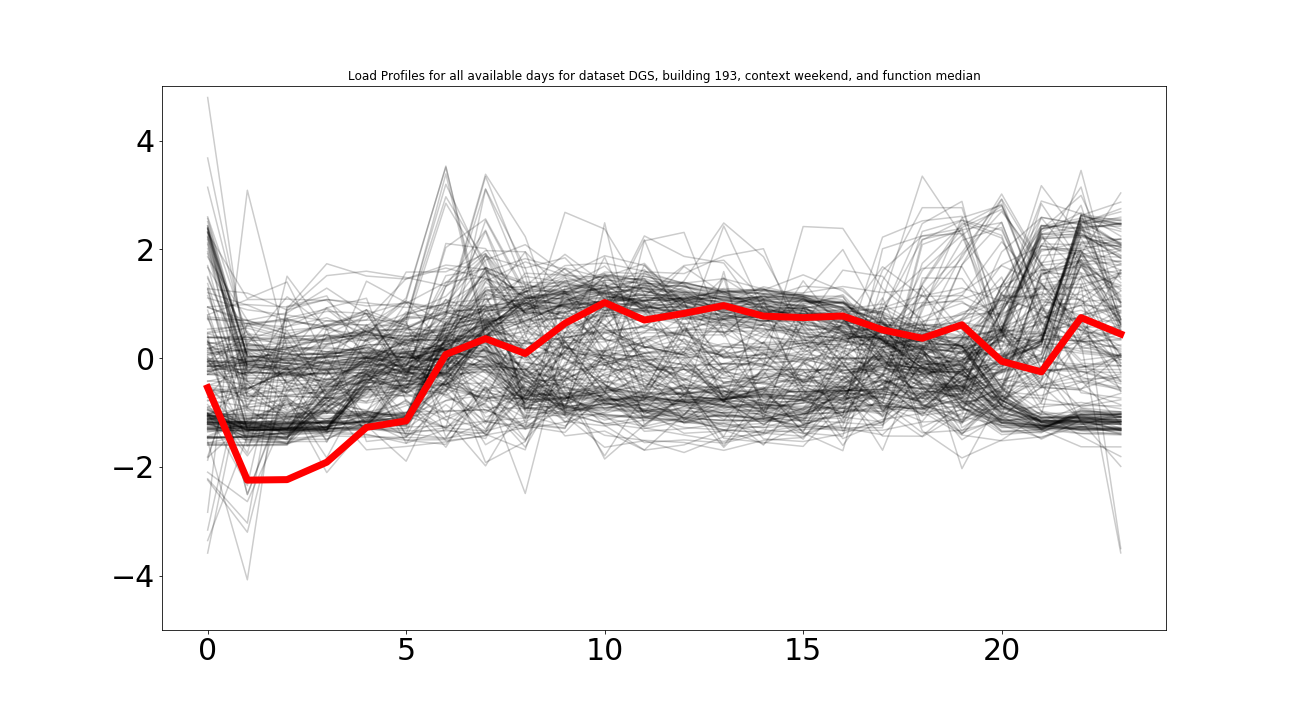 Load Profiles for all available days for dataset DGS, building 193, context weekend, and function median
4
2
0
−2
−4
0 5 10 15 20